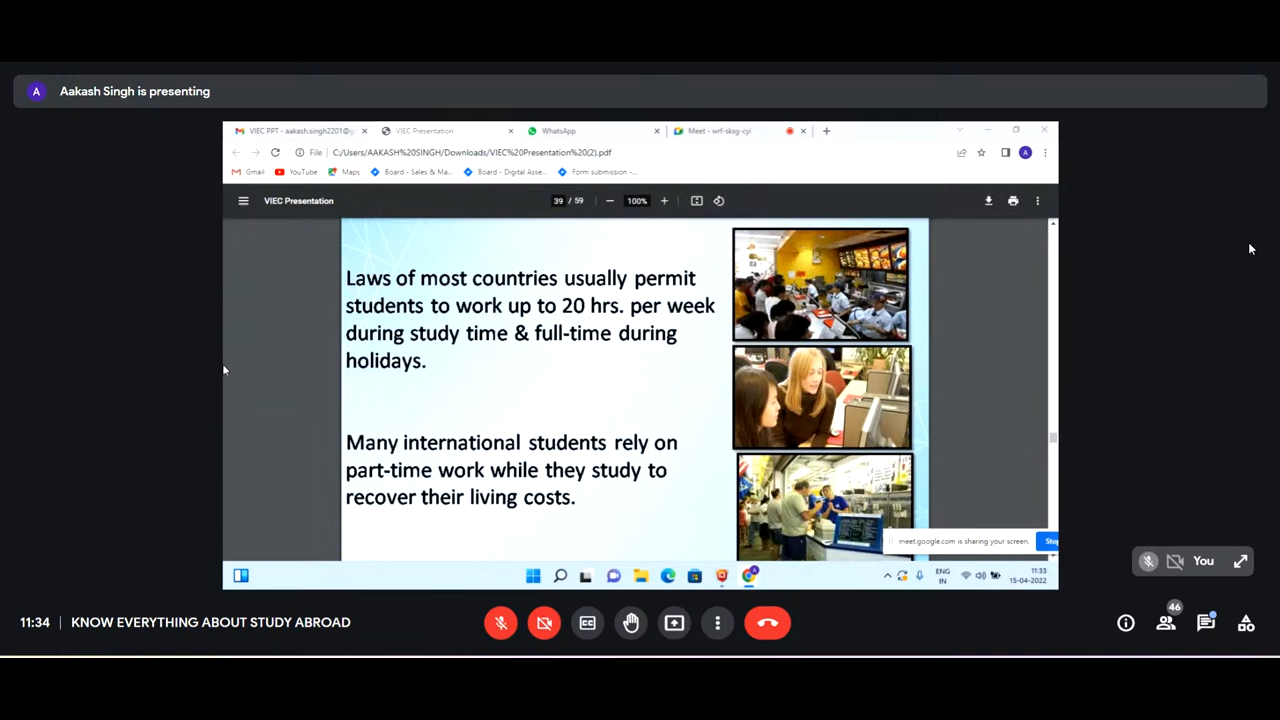 A
Aakash Singh is presenting
VIEC PPT - aakash.singh2201@g
VIEC Presentation
WhatsApp
Meet - wrf-sksg-cyi
File
C:/Users/AAKASH%20SINGH/Downloads/VIEC%20Presentation%20(2).pdf
A
Gmail
YouTube
Maps
Board - Sales & Ma...
Board - Digital Asse...
Form submission -...
VIEC Presentation
39 / 59
100%
Laws of most countries usually permit
students to work up to 20 hrs. per week
during study time & full-time during
holidays.
Many international students rely on
part-time work while they study to
recover their living costs.
meet.google.com is sharing your screen.
Sto
You
ENG
IN
11:33
15-04-2022
11:34 | KNOW EVERYTHING ABOUT STUDY ABROAD
46